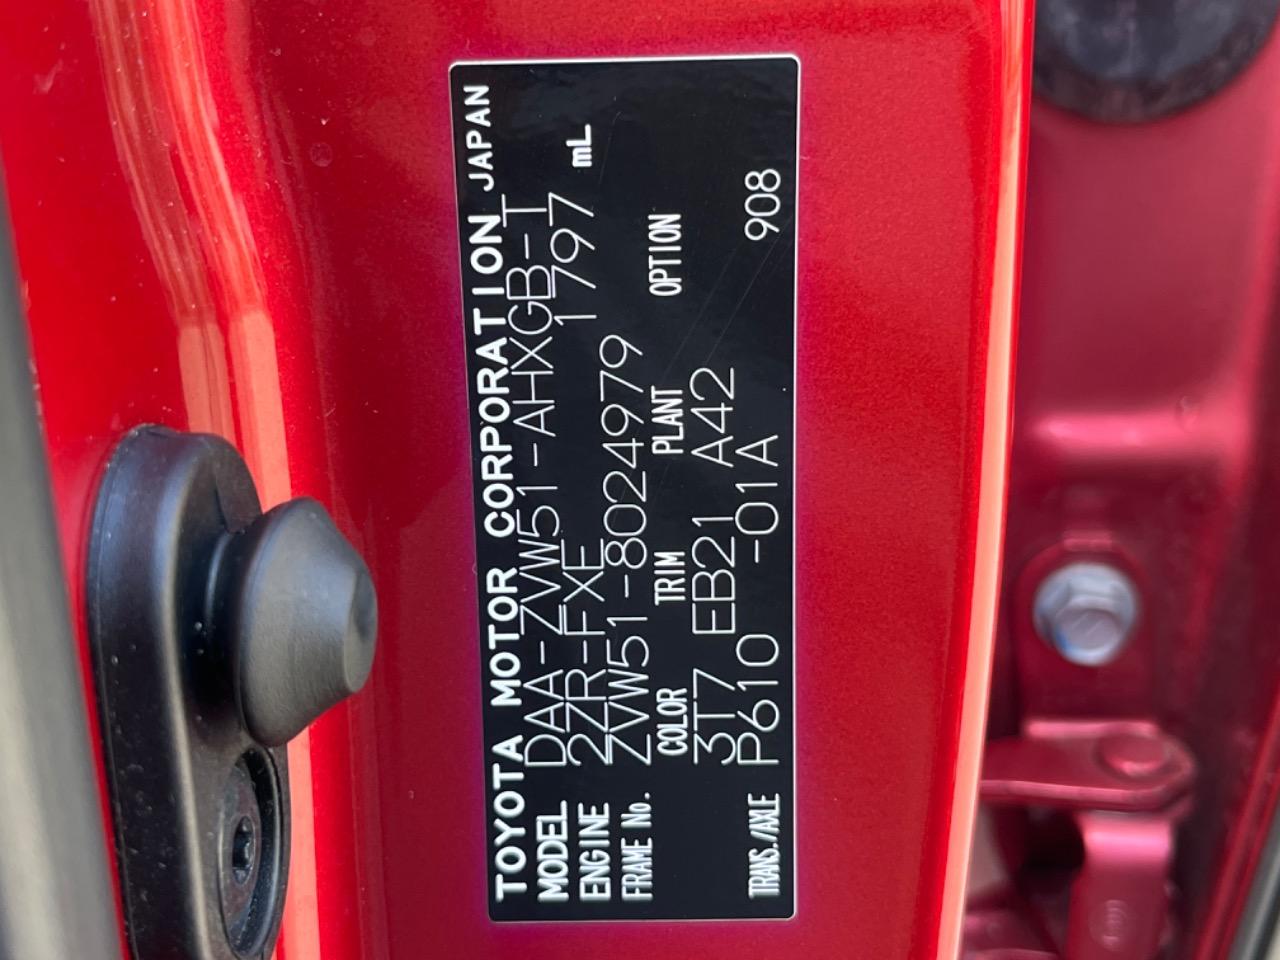 TOYOTA MOTOR CORPORATION JAPAN
MODEL DAA-ZVW51-AHXGB-T
ENGINE 2ZR-FXE 1797 mL
FRAME No. ZVW51-8024979
COLOR TRIM PLANT OPTION
3T7 EB21 A42
TRANS./AXLE P610 -01A 908